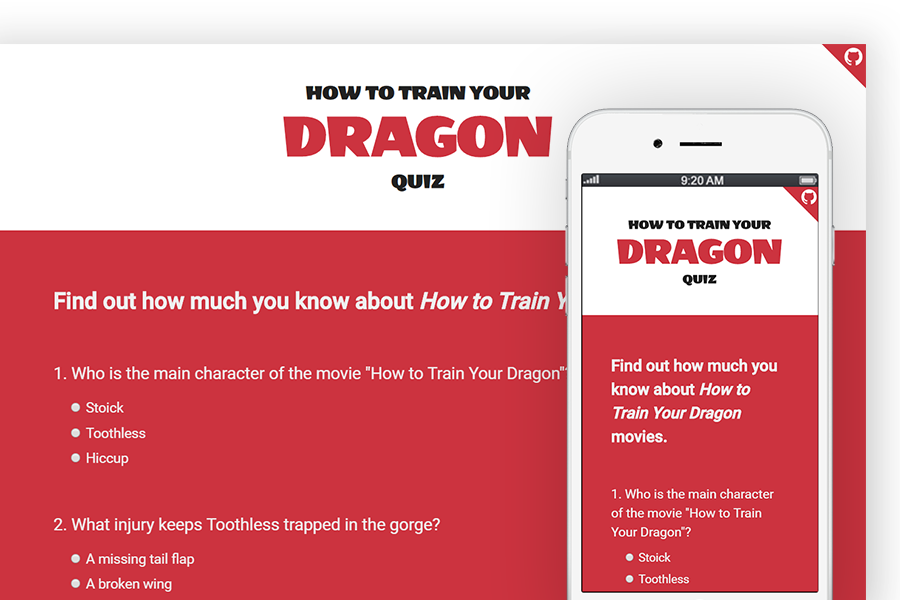 HOW TO TRAIN YOUR
DRAGON
QUIZ
Find out how much you know about How to Train Y
1. Who is the main character of the movie "How to Train Your Dragon"
Stoick
Toothless
Hiccup
2. What injury keeps Toothless trapped in the gorge?
A missing tail flap
A broken wing
9:20 AM
HOW TO TRAIN YOUR
DRAGON
QUIZ
Find out how much you
know about How to
Train Your Dragon
movies.
1. Who is the main character
of the movie "How to Train
Your Dragon"?
Stoick
Toothless